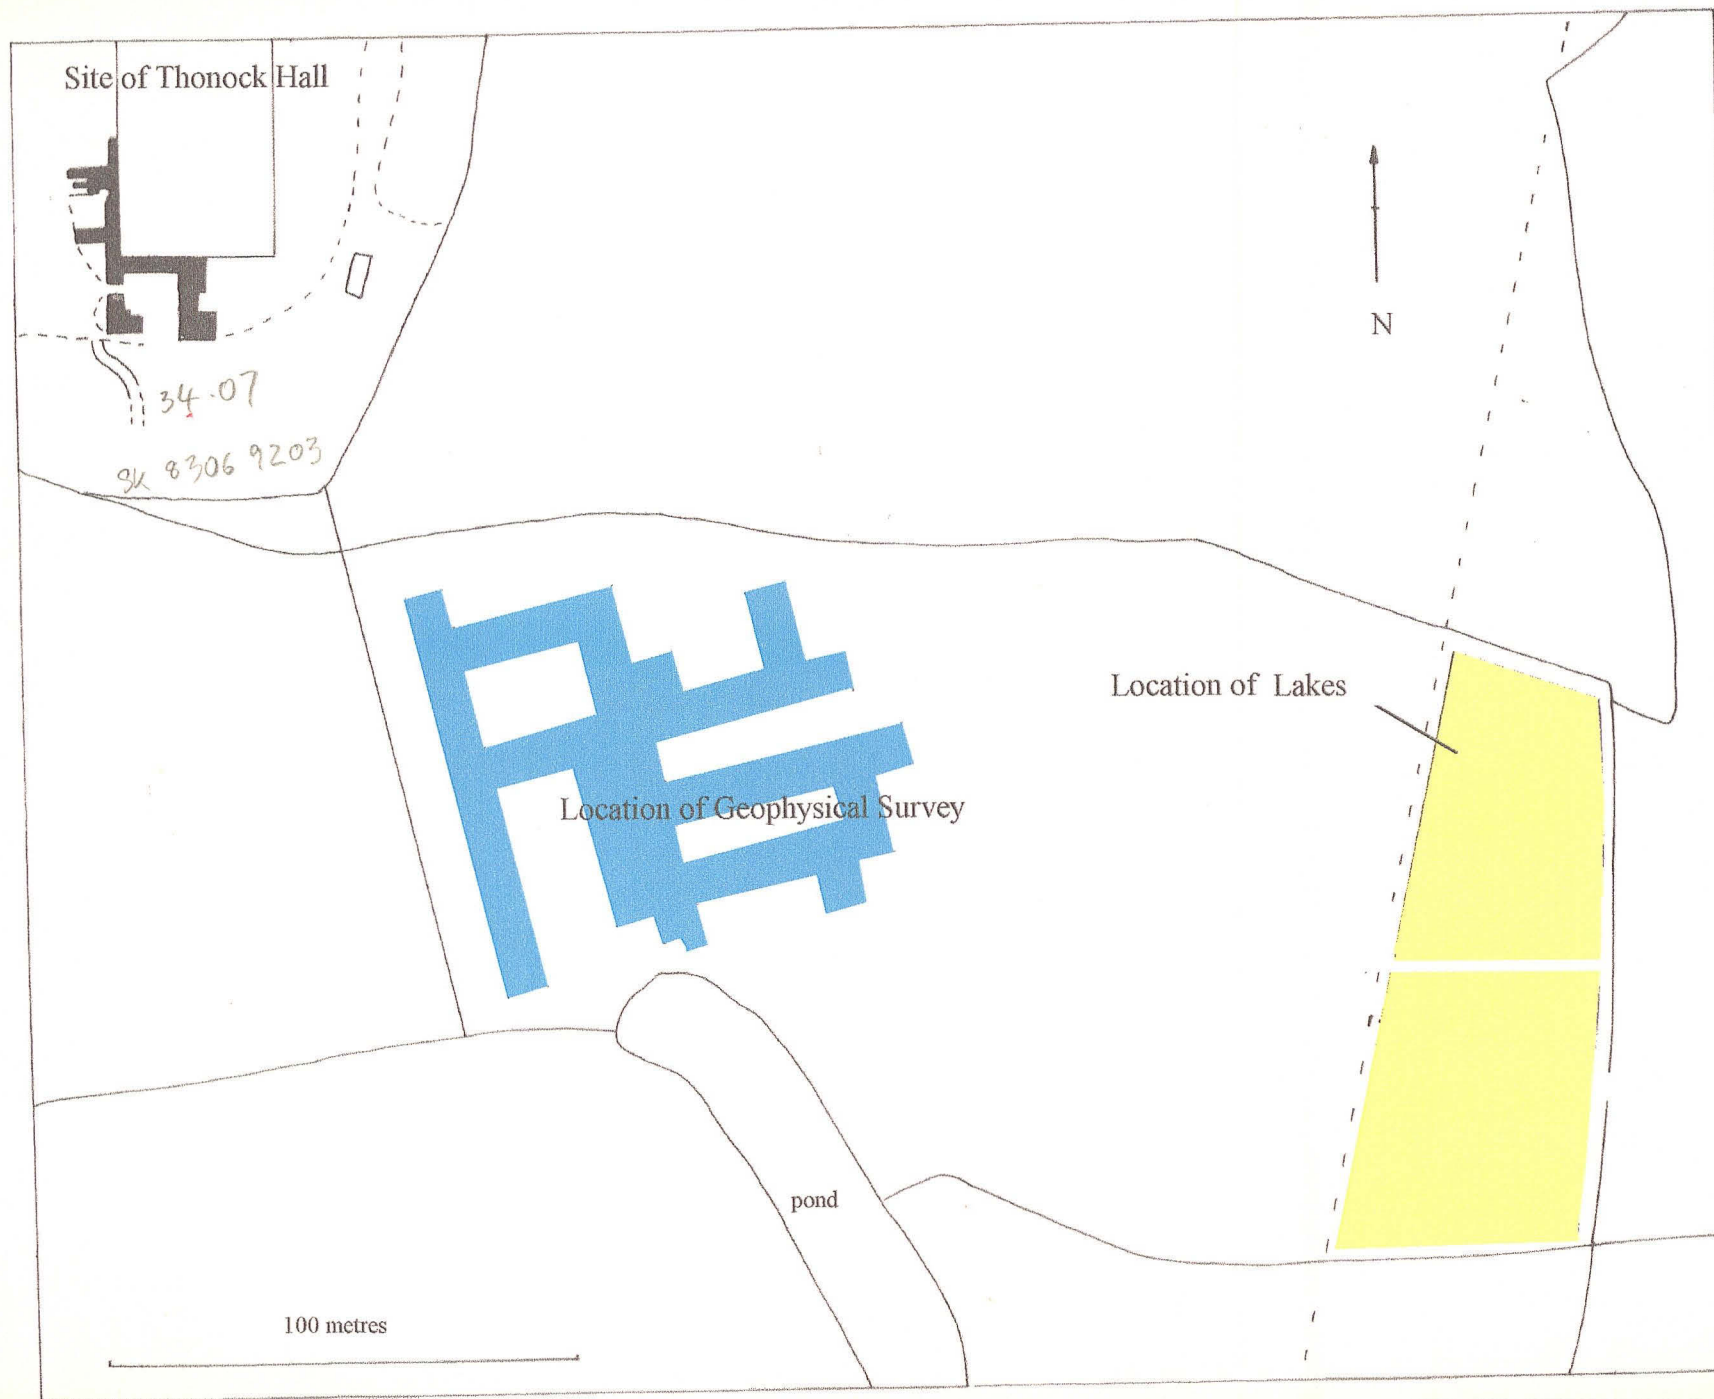 Site of Thonock Hall
34.07
SK 8306 9203
N
Location of Lakes
Location of Geophysical Survey
pond
100 metres